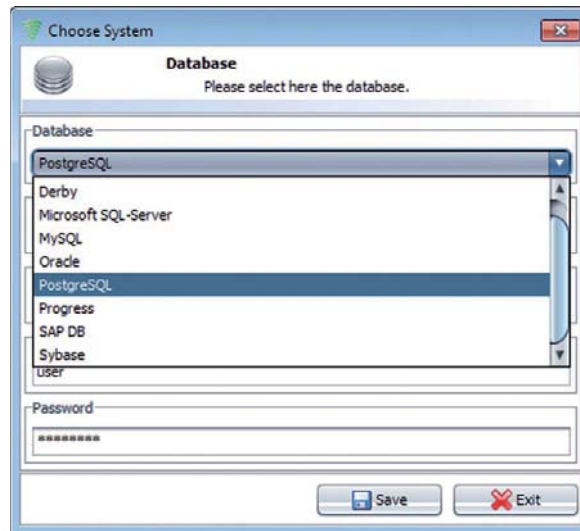 Choose System
Database
Please select here the database.
Database
PostgreSQL
Derby
Microsoft SQL-Server
MySQL
Oracle
PostgreSQL
Progress
SAP DB
Sybase
user
Password
********
Save
Exit